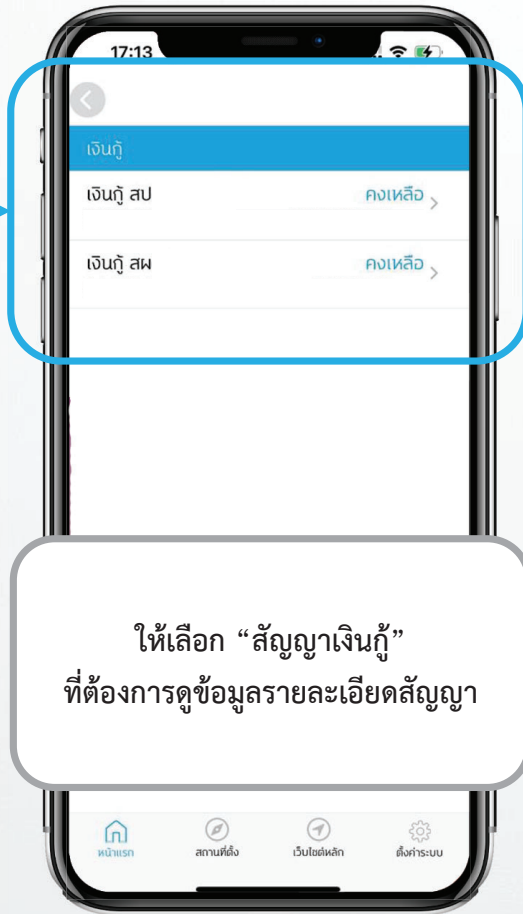 17:13
เงินกู้
เงินกู้ สป คงเหลือ
เงินกู้ สผ คงเหลือ
ให้เลือก “สัญญาเงินกู้”
ที่ต้องการดูข้อมูลรายละเอียดสัญญา
หน้าแรก สถานที่ตั้ง เว็บไซต์หลัก ตั้งค่าระบบ